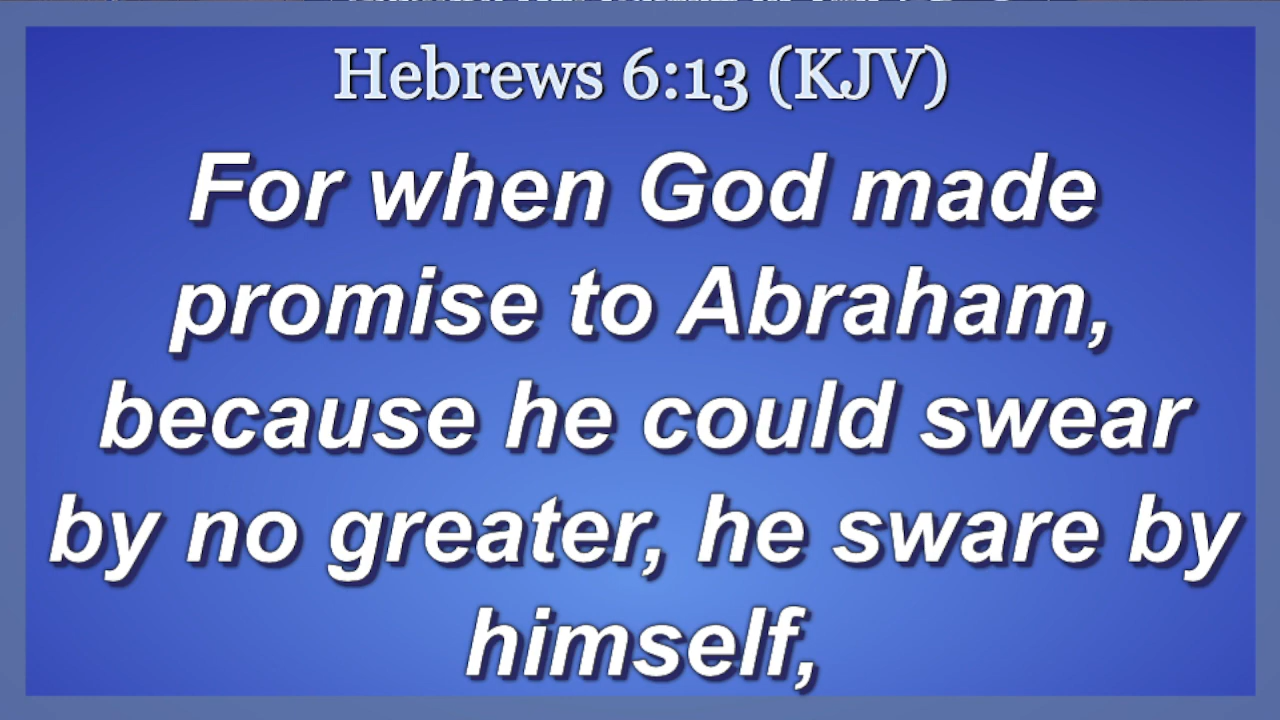 Hebrews 6:13 (KJV)
For when God made
promise to Abraham,
because he could swear
by no greater, he sware by
himself,